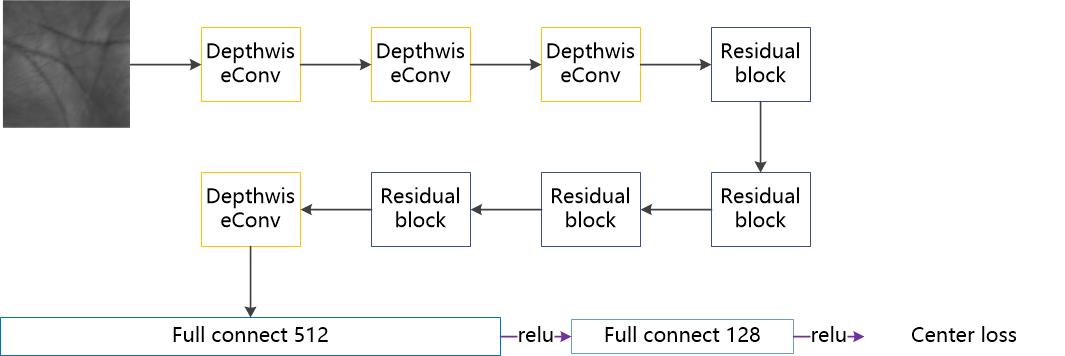 Depthwis
eConv
Depthwis
eConv
Depthwis
eConv
Residual
block
Depthwis
eConv
Residual
block
Residual
block
Residual
block
Full connect 512
relu
Full connect 128
relu
Center loss